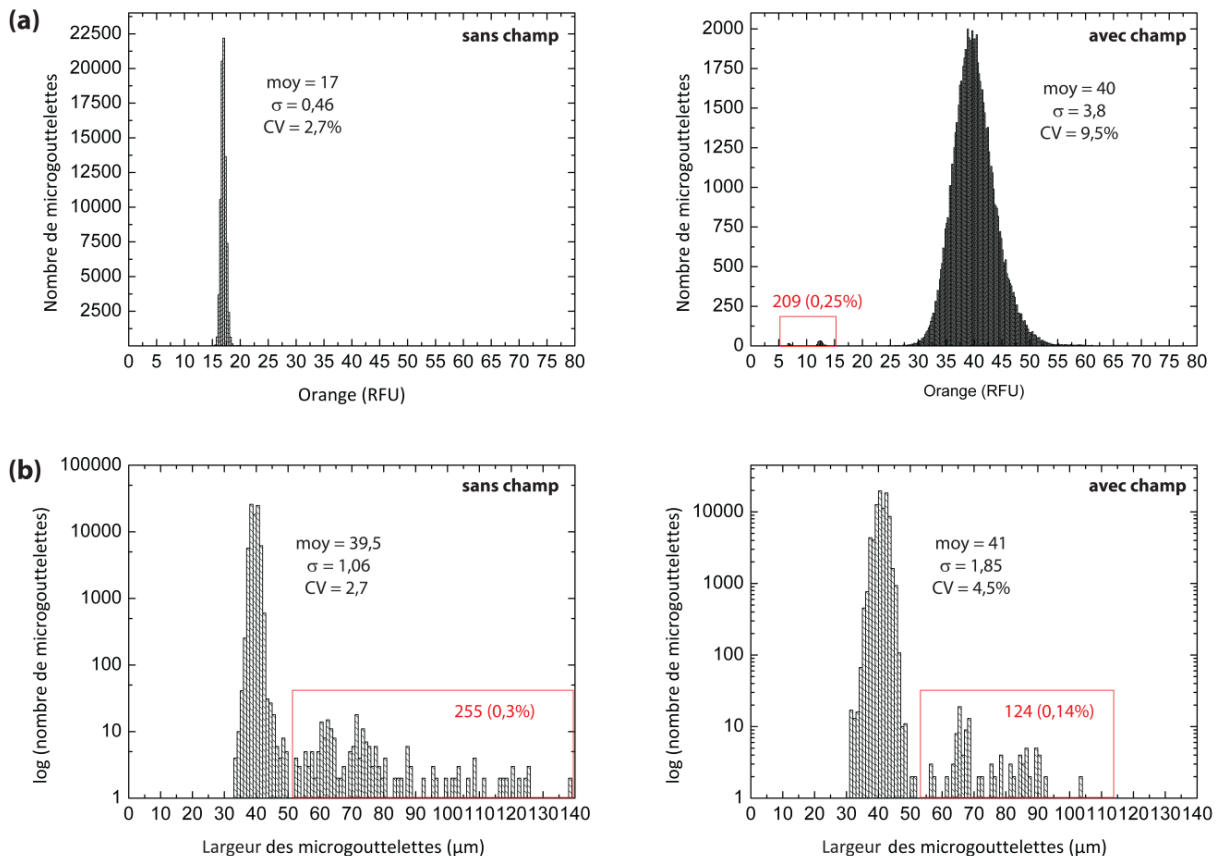 (a)
sans champ
moy = 17
σ = 0,46
CV = 2,7%
22500
20000
17500
15000
12500
10000
7500
5000
2500
0
Nombre de microgouttelettes
0 5 10 15 20 25 30 35 40 45 50 55 60 65 70 75 80
Orange (RFU)
avec champ
moy = 40
σ = 3,8
CV = 9,5%
209 (0,25%)
2000
1750
1500
1250
1000
750
500
250
0
Nombre de microgouttelettes
0 5 10 15 20 25 30 35 40 45 50 55 60 65 70 75 80
Orange (RFU)
(b)
sans champ
moy = 39,5
σ = 1,06
CV = 2,7
255 (0,3%)
100000
10000
1000
100
10
1
log (nombre de microgouttelettes)
0 10 20 30 40 50 60 70 80 90 100 110 120 130 140
Largeur des microgouttelettes (µm)
avec champ
moy = 41
σ = 1,85
CV = 4,5%
124 (0,14%)
10000
1000
100
10
1
log (nombre de microgouttelettes)
0 10 20 30 40 50 60 70 80 90 100 110 120 130 140
Largeur des microgouttelettes (µm)